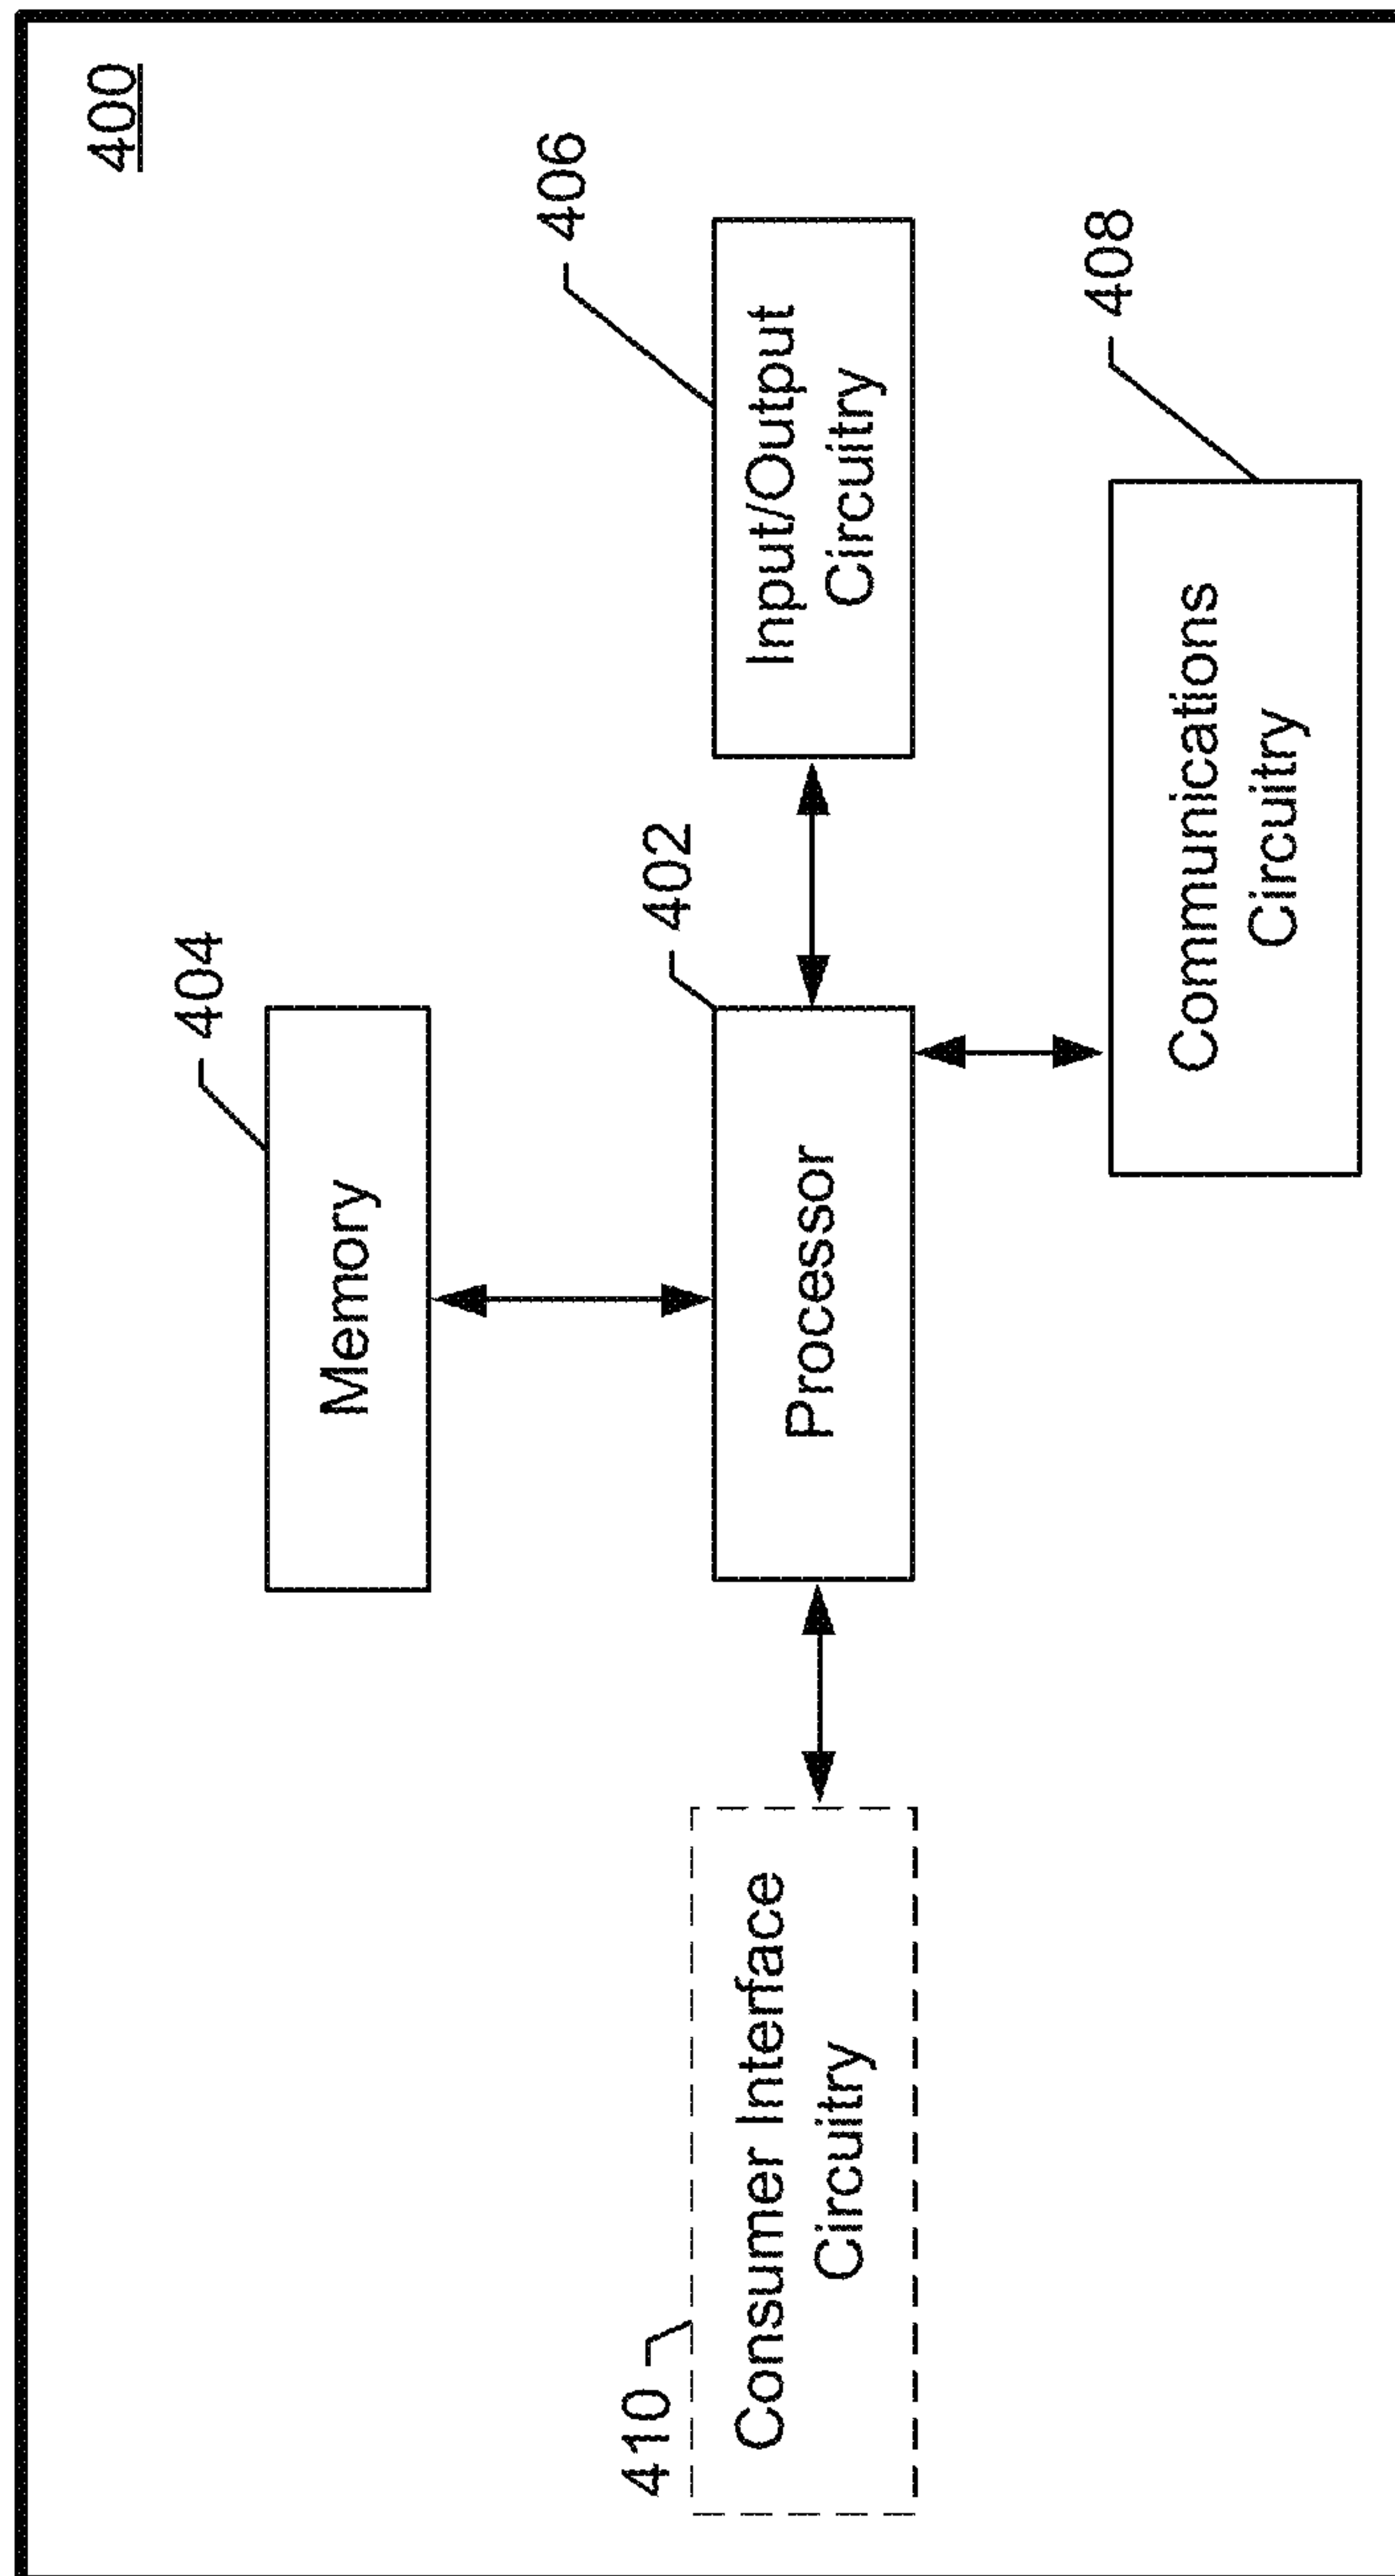 400
404
Memory
402
Processor
406
Input/Output
Circuitry
410
Consumer Interface
Circuitry
408
Communications
Circuitry